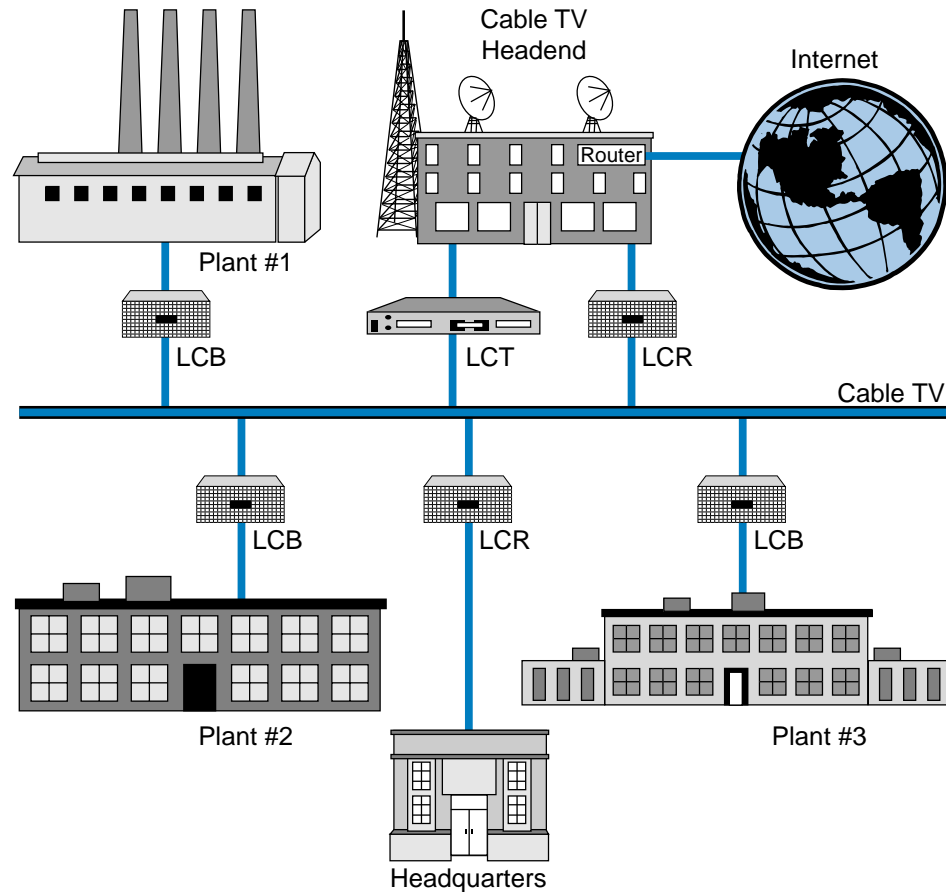 Cable TV
Headend
Internet
Router
Plant #1
LCB
LCT
LCR
Cable TV
LCB
LCR
LCB
Plant #2
Plant #3
Headquarters